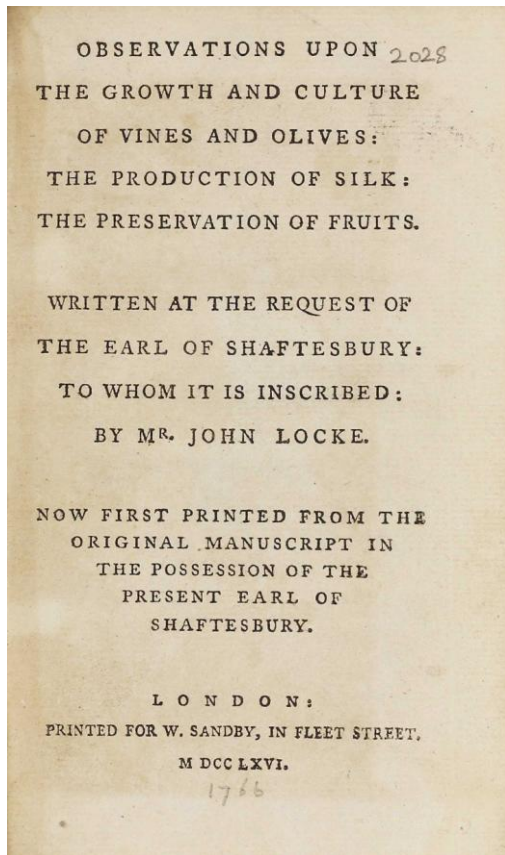 OBSERVATIONS UPON 2028
THE GROWTH AND CULTURE
OF VINES AND OLIVES:
THE PRODUCTION OF SILK:
THE PRESERVATION OF FRUITS.
WRITTEN AT THE REQUEST OF
THE EARL OF SHAFTESBURY:
TO WHOM IT IS INSCRIBED:
BY MR. JOHN LOCKE.
NOW FIRST PRINTED FROM THE
ORIGINAL MANUSCRIPT IN
THE POSSESSION OF THE
PRESENT EARL OF
SHAFTESBURY.
LONDON:
PRINTED FOR W. SANDBY, IN FLEET STREET.
M DCC LXVI.
1766